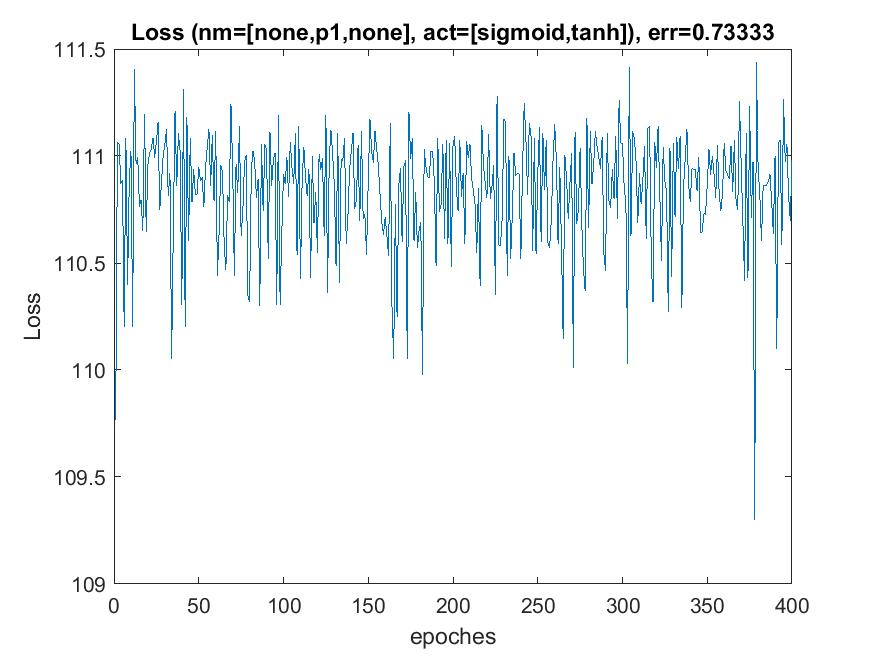 Loss (nm=[none,p1,none], act=[sigmoid,tanh]), err=0.73333
111.5
111
110.5
110
109.5
109
Loss
0 50 100 150 200 250 300 350 400
epoches